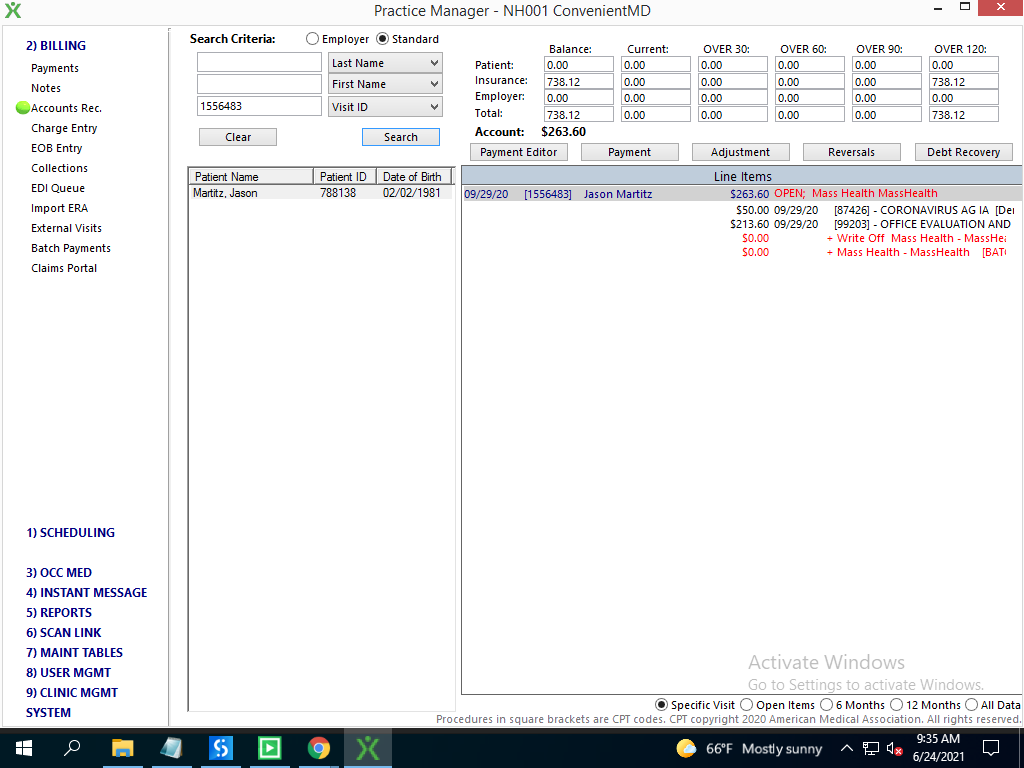 Practice Manager - NH001 ConvenientMD
2) BILLING
Payments
Notes
Accounts Rec.
Charge Entry
EOB Entry
Collections
EDI Queue
Import ERA
External Visits
Batch Payments
Claims Portal
1) SCHEDULING
3) OCC MED
4) INSTANT MESSAGE
5) REPORTS
6) SCAN LINK
7) MAINT TABLES
8) USER MGMT
9) CLINIC MGMT
SYSTEM
Search Criteria: Employer Standard
Last Name
First Name
1556483 Visit ID
Clear Search
Balance: Current: OVER 30: OVER 60: OVER 90: OVER 120:
Patient: 0.00 0.00 0.00 0.00 0.00 0.00
Insurance: 738.12 0.00 0.00 0.00 0.00 738.12
Employer: 0.00 0.00 0.00 0.00 0.00 0.00
Total: 738.12 0.00 0.00 0.00 0.00 738.12
Account: $263.60
Payment Editor Payment Adjustment Reversals Debt Recovery
Patient Name Patient ID Date of Birth
Martitz, Jason 788138 02/02/1981
Line Items
09/29/20 [1556483] Jason Martitz $263.60 OPEN; Mass Health MassHealth
$50.00 09/29/20 [87426] - CORONAVIRUS AG IA [Der
$213.60 09/29/20 [99203] - OFFICE EVALUATION AND
$0.00 + Write Off Mass Health - MassHea
$0.00 + Mass Health - MassHealth [BAT
Activate Windows
Go to Settings to activate Windows.
Specific Visit Open Items 6 Months 12 Months All Data
Procedures in square brackets are CPT codes. CPT copyright 2020 American Medical Association. All rights reserved.
66°F Mostly sunny
9:35 AM
6/24/2021